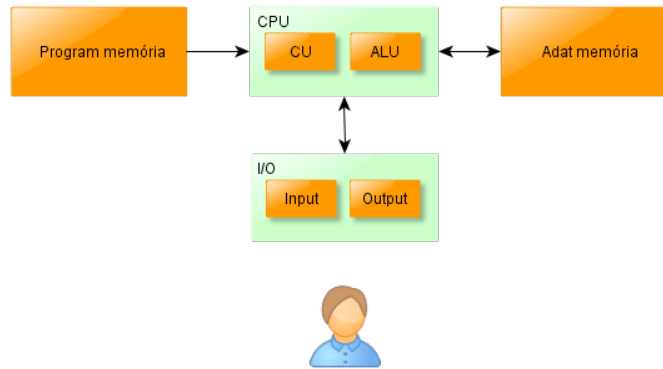 CPU
Program memória
CU
ALU
Adat memória
I/O
Input
Output